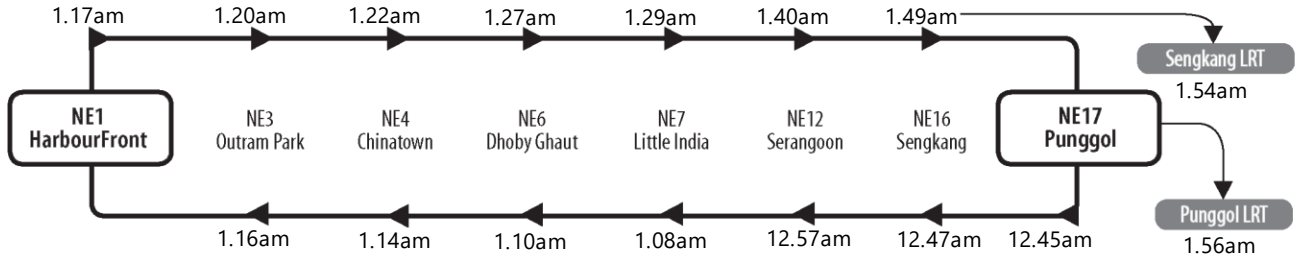 1.17am 1.20am 1.22am 1.27am 1.29am 1.40am 1.49am
Sengkang LRT
1.54am
NE1
HarbourFront
NE3
Outram Park
NE4
Chinatown
NE6
Dhoby Ghaut
NE7
Little India
NE12
Serangoon
NE16
Sengkang
NE17
Punggol
Punggol LRT
1.56am
1.16am 1.14am 1.10am 1.08am 12.57am 12.47am 12.45am